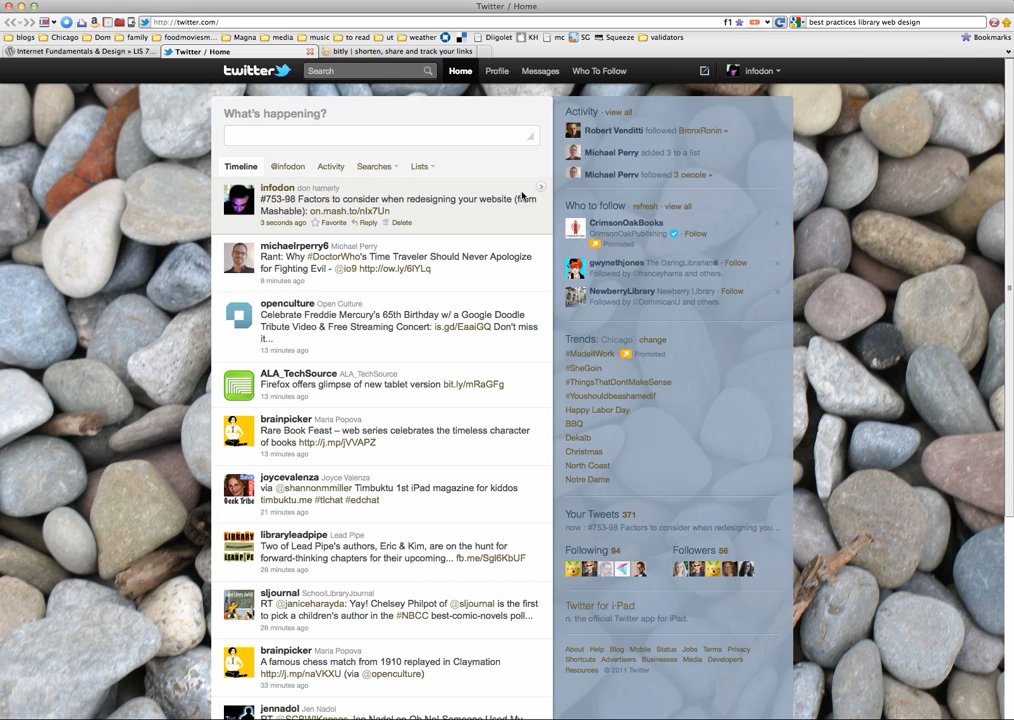 Twitter / Home
http://twitter.com/
f1
best practices library web design
blogs Chicago Dom family foodmoviesm... Magna media music to read ut weather Diigolet KH mc SG Squeeze validators Bookmarks
Internet Fundamentals & Design » LIS 7... Twitter / Home bitly | shorten, share and track your links
twitter Search Home Profile Messages Who To Follow infodon
What's happening?
Timeline @infodon Activity Searches Lists
infodon don hamerly
#753-98 Factors to consider when redesigning your website (from
Mashable): on.mash.to/nIx7Un
3 seconds ago Favorite Reply Delete
michaelrperry6 Michael Perry
Rant: Why #DoctorWho's Time Traveler Should Never Apologize
for Fighting Evil - @io9 http://ow.ly/6IYLq
8 minutes ago
openculture Open Culture
Celebrate Freddie Mercury's 65th Birthday w/ a Google Doodle
Tribute Video & Free Streaming Concert: is.gd/EaaiGQ Don't miss
it...
13 minutes ago
ALA_TechSource ALA_TechSource
Firefox offers glimpse of new tablet version bit.ly/mRaGFg
13 minutes ago
brainpicker Maria Popova
Rare Book Feast – web series celebrates the timeless character
of books http://j.mp/jVVAPZ
13 minutes ago
joycevalenza Joyce Valenza
via @shannonmmiller Timbuktu 1st iPad magazine for kiddos
timbuktu.me #tlchat #edchat
21 minutes ago
Geek Tribe
libraryleadpipe Lead Pipe
Two of Lead Pipe's authors, Eric & Kim, are on the hunt for
forward-thinking chapters for their upcoming... fb.me/Sgl6KbUF
28 minutes ago
sljournal SchoolLibraryJournal
RT @janiceharayda: Yay! Chelsey Philpot of @sljournal is the first
to pick a children's author in the #NBCC best-comic-novels poll...
28 minutes ago
brainpicker Maria Popova
A famous chess match from 1910 replayed in Claymation
http://j.mp/naVKXU (via @openculture)
33 minutes ago
jennadol Jen Nadol
Activity · view all
Robert Venditti followed BronxRonin »
Michael Perry added 3 to a list
Michael Perry followed 3 people »
Who to follow · refresh · view all
CrimsonOakBooks
CrimsonOakPublishing · Follow
Promoted
gwynethjones The DaringLibrarian · Follow
Followed by @franceyharris and others.
NewberryLibrary Newberry Library · Follow
Followed by @DominicanU and others.
Trends: Chicago · change
#MadeItWork Promoted
#SheGoin
#ThingsThatDontMakeSense
#Youshouldbeashamedif
Happy Labor Day
BBQ
Dekalb
Christmas
North Coast
Notre Dame
Your Tweets 371
now : #753-98 Factors to consider when redesigning you...
Following 94 Followers 56
Twitter for i·Pad
n. the official Twitter app for iPad.
About Help Blog Mobile Status Jobs Terms Privacy
Shortcuts Advertisers Businesses Media Developers
Resources © 2011 Twitter